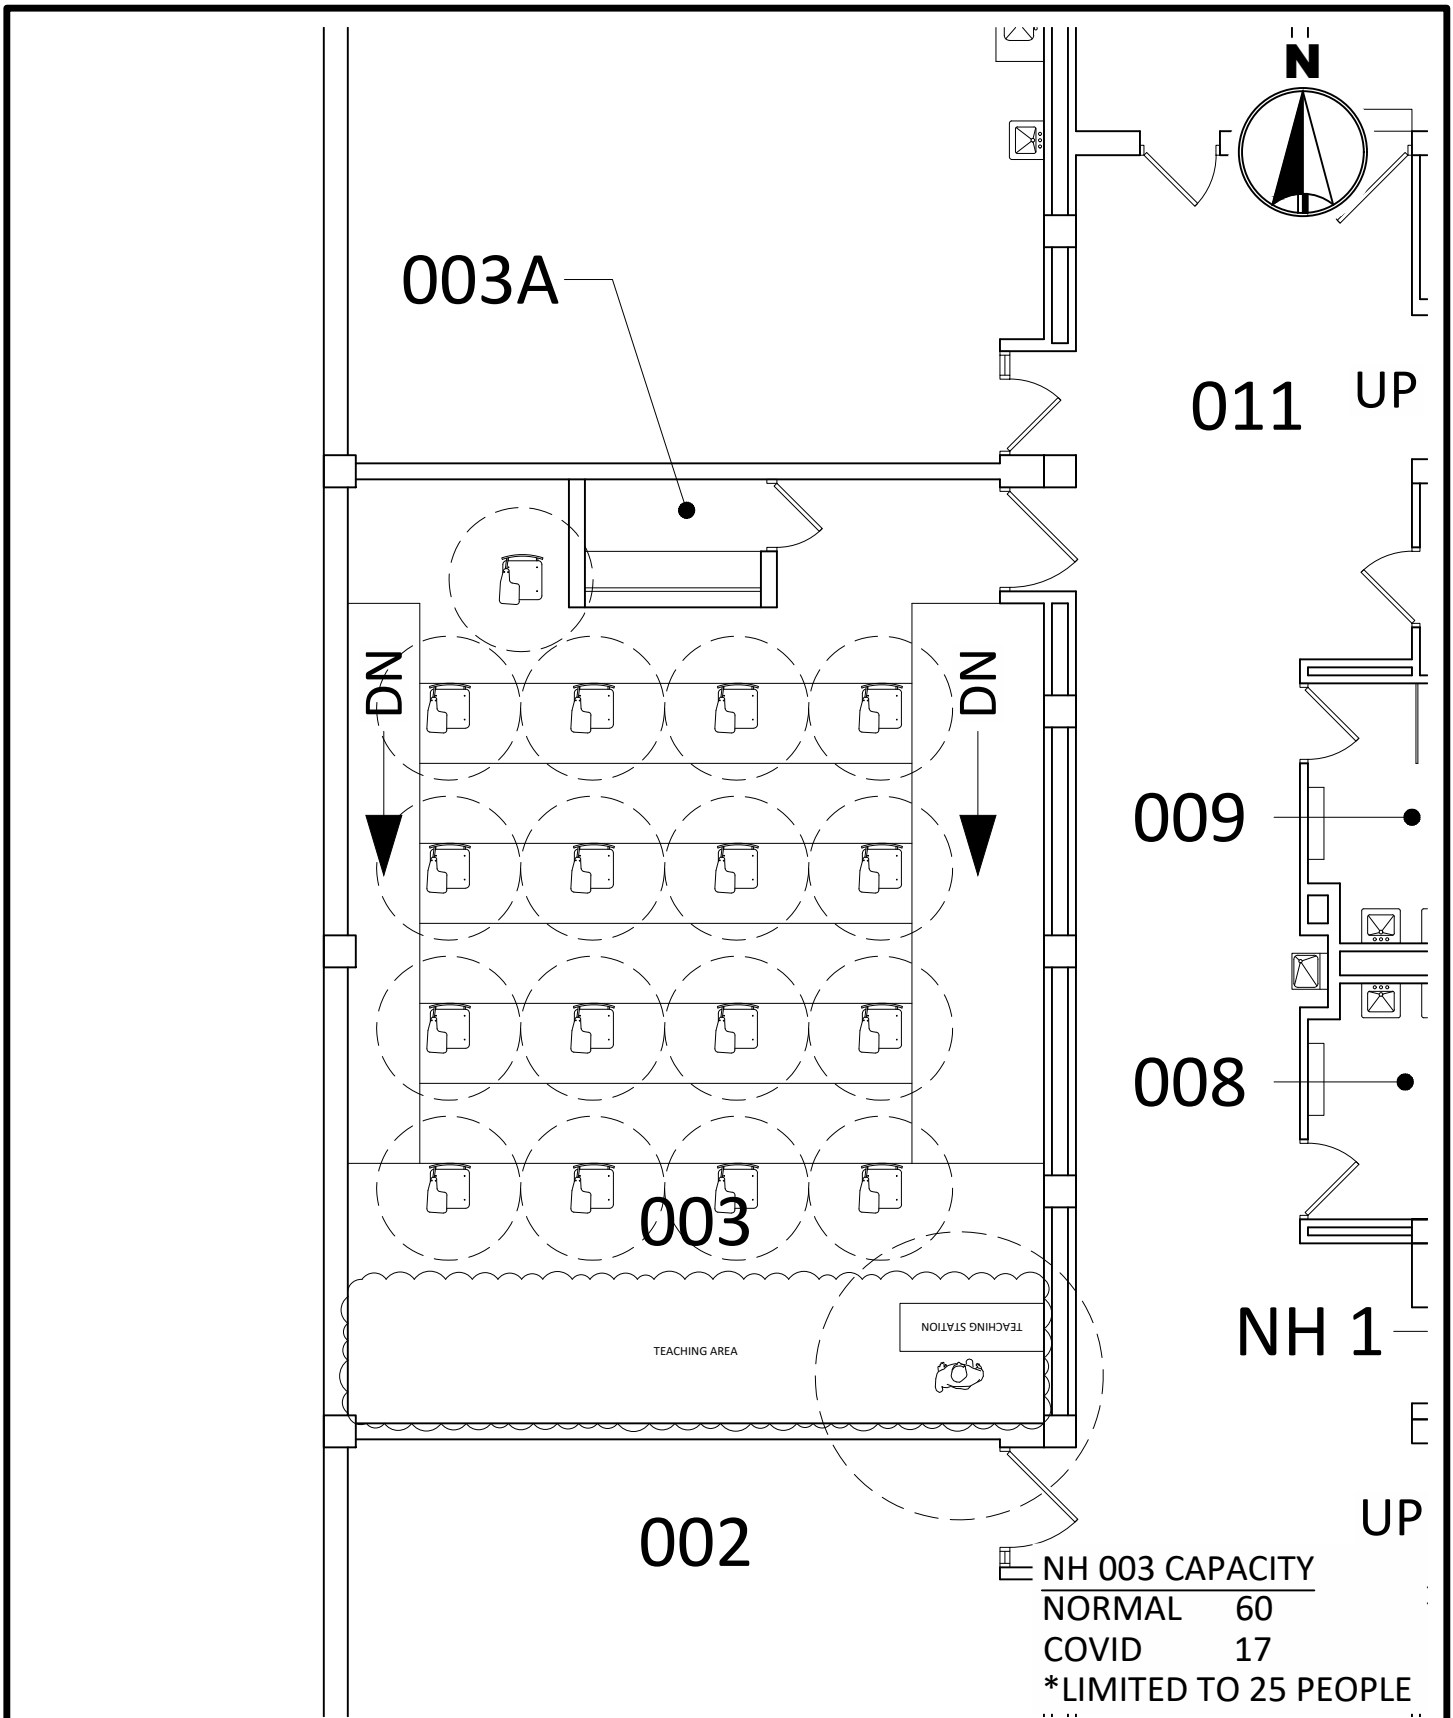 N
003A
011
UP
DN
DN
009
008
003
TEACHING STATION
TEACHING AREA
NH 1
002
UP
NH 003 CAPACITY
NORMAL 60
COVID 17
*LIMITED TO 25 PEOPLE